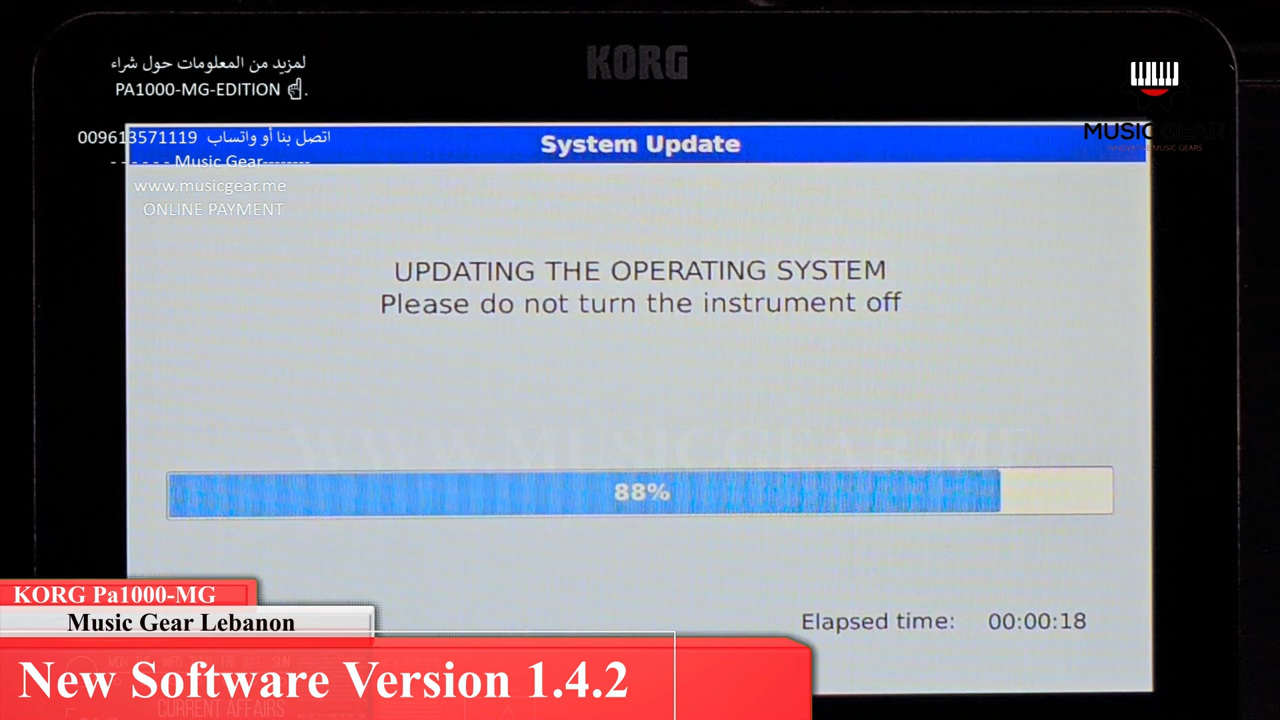 KORG
لمزيد من المعلومات حول شراء
PA1000-MG-EDITION ☝.
اتصل بنا أو واتساب 009613571119
- - - - - - Music Gear--------
www.musicgear.me
ONLINE PAYMENT
MUSIC GEAR
System Update
UPDATING THE OPERATING SYSTEM
Please do not turn the instrument off
WWW.MUSICGEAR.ME
88%
Elapsed time: 00:00:18
KORG Pa1000-MG
Music Gear Lebanon
New Software Version 1.4.2
CURRENT AFFAIRS